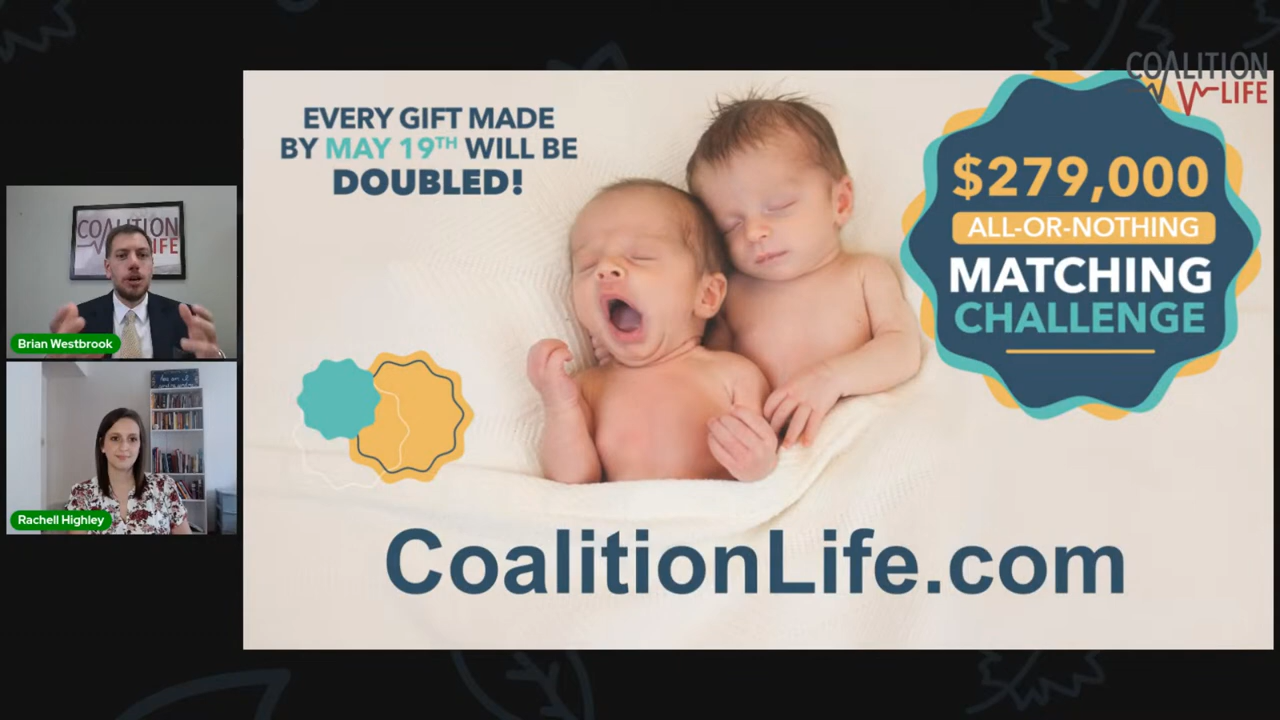 COALITION
LIFE
EVERY GIFT MADE
BY MAY 19TH WILL BE
DOUBLED!
$279,000
ALL-OR-NOTHING
MATCHING
CHALLENGE
COALITION
LIFE
Brian Westbrook
Rachell Highley
CoalitionLife.com